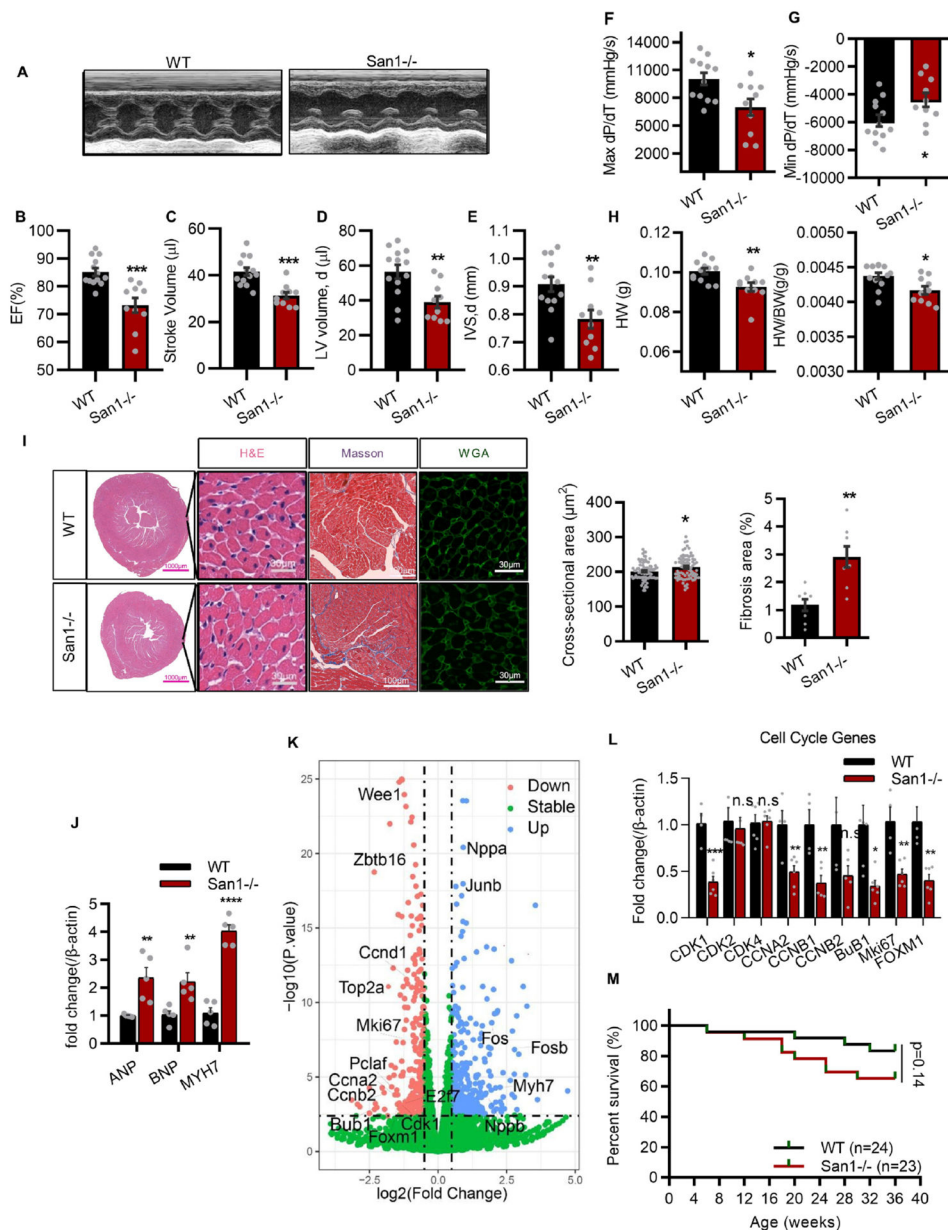 A
WT
San1-/-
B
EF(%)
90
80
70
60
50
***
WT
San1-/-
C
Stroke Volume (µl)
60
40
20
0
***
WT
San1-/-
D
LV volume, d (µl)
80
60
40
20
0
**
WT
San1-/-
E
IVS,d (mm)
1.1
1.0
0.9
0.8
0.7
0.6
**
WT
San1-/-
F
Max dP/dT (mmHg/s)
13000
10000
7000
4000
1000
*
WT
San1-/-
G
Min dP/dT (mmHg/s)
0
-2000
-4000
-6000
-8000
-10000
*
WT
San1-/-
H
HW (g)
0.12
0.10
0.08
0.06
**
WT
San1-/-
HW/BW(g/g)
0.0050
0.0045
0.0040
0.0035
0.0030
*
WT
San1-/-
I
H&E
Masson
WGA
WT
1000µm
30µm
30µm
San1-/-
1000µm
30µm
100µm
30µm
Cross-sectional area (µm²)
400
300
200
100
0
*
WT
San1-/-
Fibrosis area (%)
5
4
3
2
1
0
**
WT
San1-/-
J
WT
San1-/-
fold change(/β-actin)
5
4
3
2
1
0
**
**
****
ANP
BNP
MYH7
K
−log10(P.value)
25
20
15
10
5
0
Wee1
Zbtb16
Ccnd1
Top2a
Mki67
Pclaf
Ccna2
Ccnb2
Bub1
Foxm1
Cdk1
E2f7
Nppa
Junb
Fos
Fosb
Myh7
Nppb
Down
Stable
Up
-2.5
0.0
2.5
5.0
log2(Fold Change)
L
Cell Cycle Genes
WT
San1-/-
Fold change(/β-actin)
1.5
1.0
0.5
0.0
***
n.s
n.s
**
**
n.s
*
**
**
CDK1
CDK2
CDK4
CCNA2
CCNB1
CCNB2
BuB1
Mki67
FOXM1
M
Percent survival (%)
100
80
60
40
20
0
p=0.14
WT (n=24)
San1-/- (n=23)
0 4 8 12 16 20 24 28 32 36 40
Age (weeks)